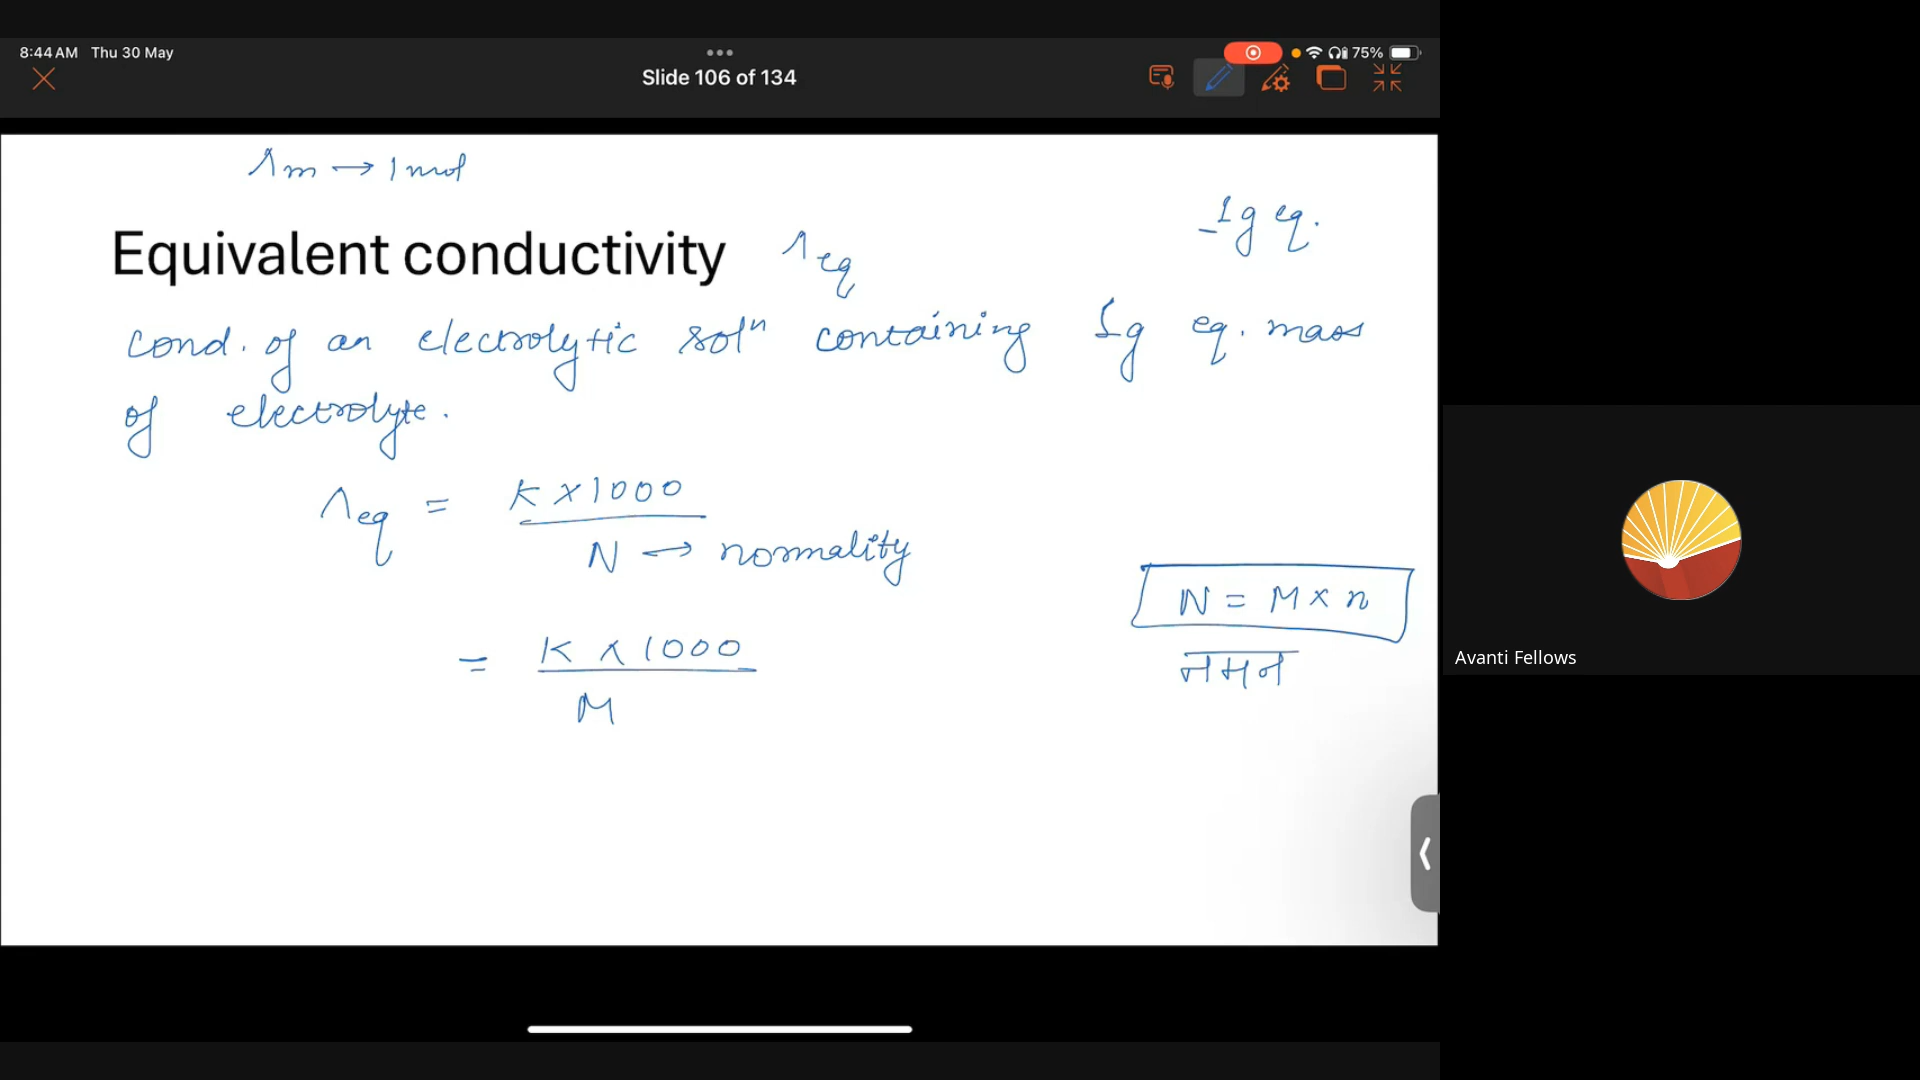 8:44 AM Thu 30 May
75%
Slide 106 of 134
Λm → 1 mol
1g eq.
Equivalent conductivity Λeq
cond. of an electrolytic solⁿ containing 1g eq. mass
of electrolyte.
Λeq = K × 1000
N → normality
N = M × n
नमन
= K × 1000
M
Avanti Fellows